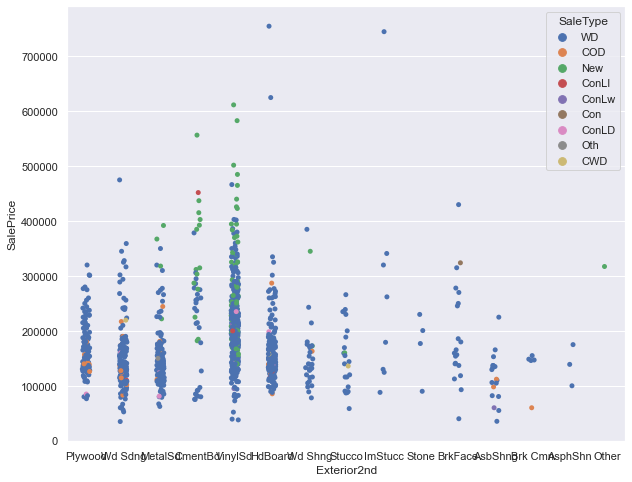 SaleType
WD
COD
New
ConLI
ConLw
Con
ConLD
Oth
CWD
SalePrice
700000
600000
500000
400000
300000
200000
100000
0
Plywood Wd Sdng MetalSd CmentBd VinylSd HdBoard Wd Shng Stucco ImStucc Stone BrkFace AsbShng Brk Cmn AsphShn Other
Exterior2nd